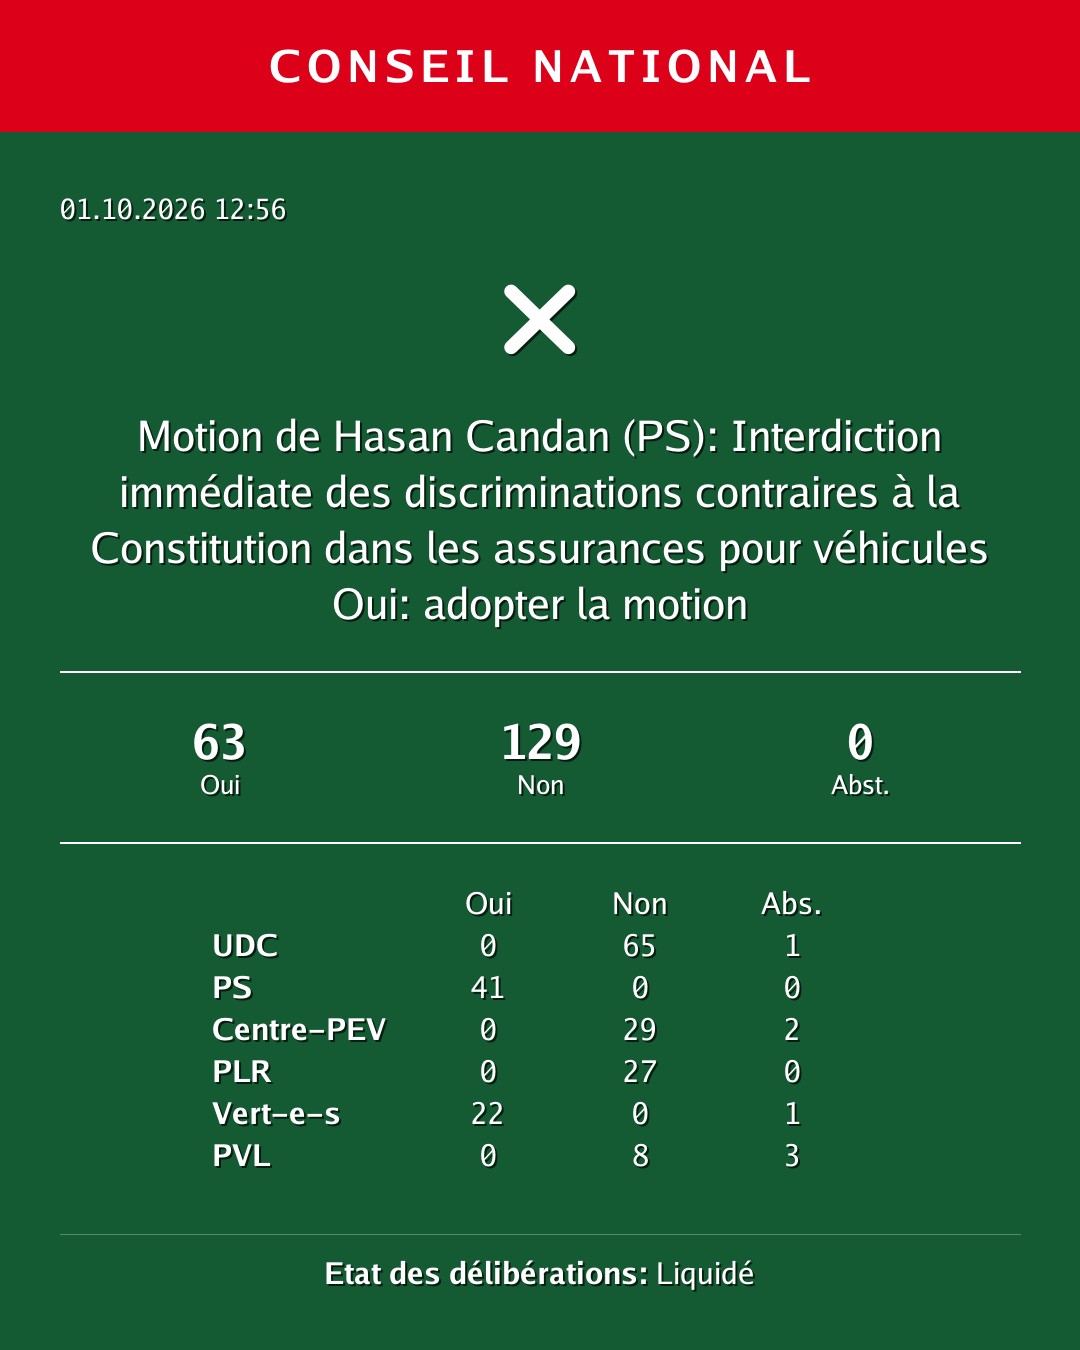 CONSEIL NATIONAL
01.10.2026 12:56
Motion de Hasan Candan (PS): Interdiction
immédiate des discriminations contraires à la
Constitution dans les assurances pour véhicules
Oui: adopter la motion
63 129 0
Oui Non Abst.
Oui Non Abs.
UDC 0 65 1
PS 41 0 0
Centre-PEV 0 29 2
PLR 0 27 0
Vert-e-s 22 0 1
PVL 0 8 3
Etat des délibérations: Liquidé